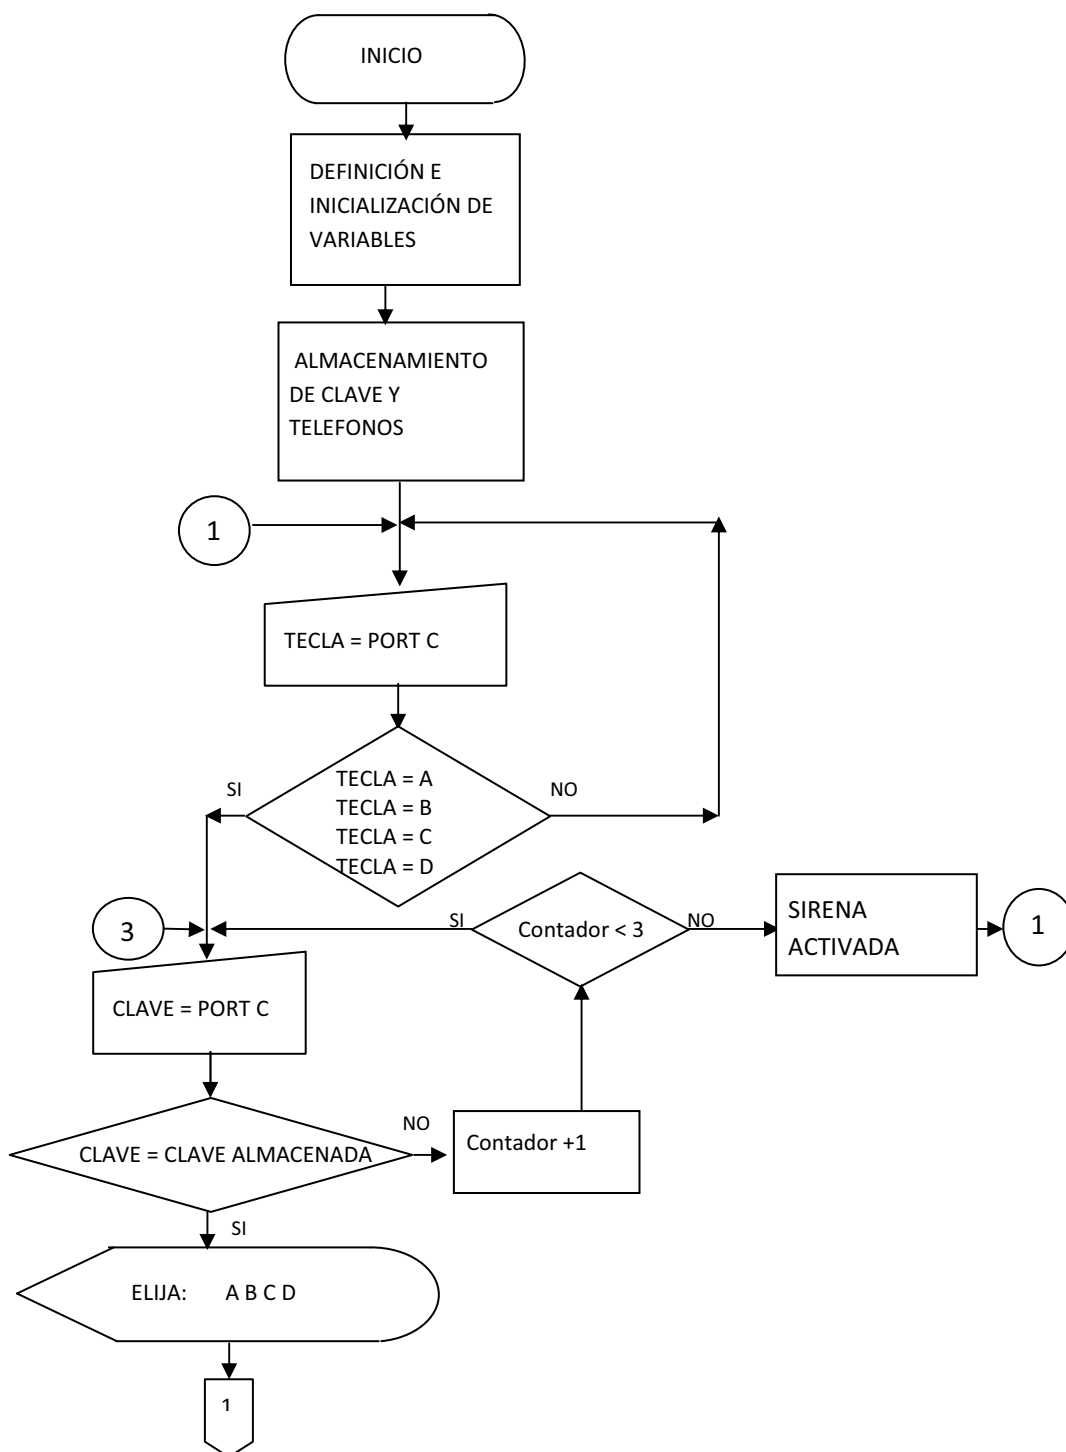 INICIO
DEFINICIÓN E
INICIALIZACIÓN DE
VARIABLES
ALMACENAMIENTO
DE CLAVE Y
TELEFONOS
1
TECLA = PORT C
SI
TECLA = A
TECLA = B
TECLA = C
TECLA = D
NO
3
SI
Contador < 3
NO
SIRENA
ACTIVADA
1
CLAVE = PORT C
CLAVE = CLAVE ALMACENADA
NO
Contador +1
SI
ELIJA: A B C D
1